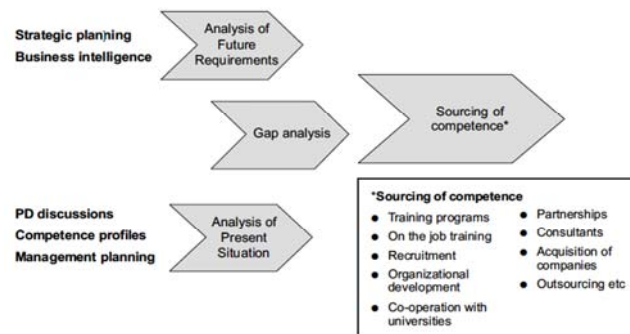 Strategic planning
Business intelligence
Analysis of
Future
Requirements
Gap analysis
Sourcing of
competence*
PD discussions
Competence profiles
Management planning
Analysis of
Present
Situation
*Sourcing of competence
● Training programs
● On the job training
● Recruitment
● Organizational
development
● Co-operation with
universities
● Partnerships
● Consultants
● Acquisition of
companies
● Outsourcing etc